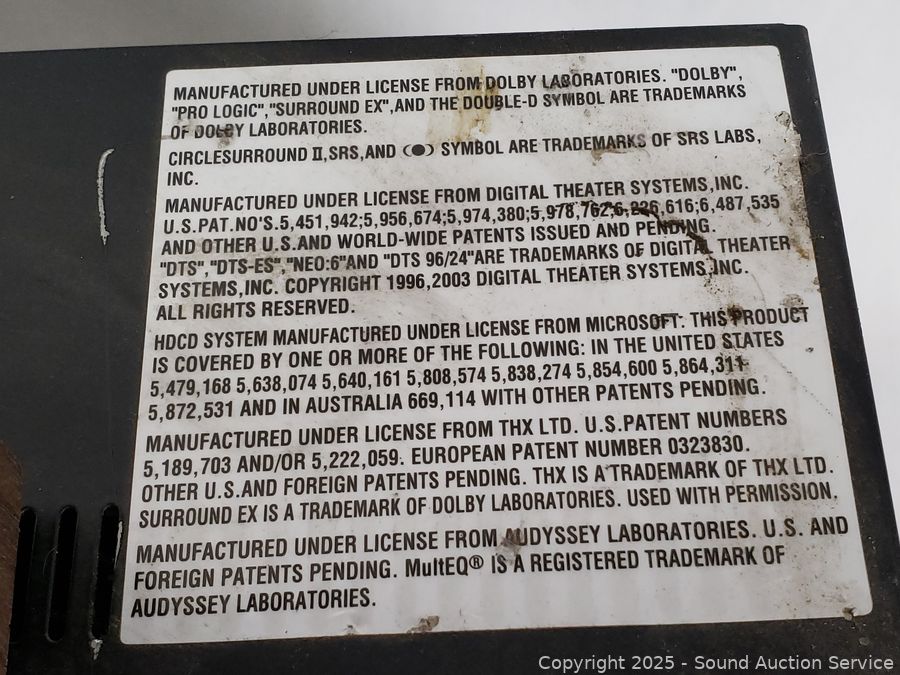 MANUFACTURED UNDER LICENSE FROM DOLBY LABORATORIES. "DOLBY",
"PRO LOGIC","SURROUND EX",AND THE DOUBLE-D SYMBOL ARE TRADEMARKS
OF DOLBY LABORATORIES.
CIRCLESURROUND II,SRS,AND SYMBOL ARE TRADEMARKS OF SRS LABS,
INC.
MANUFACTURED UNDER LICENSE FROM DIGITAL THEATER SYSTEMS,INC.
U.S.PAT.NO'S.5,451,942;5,956,674;5,974,380;5,978,762;6,226,616;6,487,535
AND OTHER U.S.AND WORLD-WIDE PATENTS ISSUED AND PENDING.
"DTS","DTS-ES","NEO:6"AND "DTS 96/24"ARE TRADEMARKS OF DIGITAL THEATER
SYSTEMS,INC. COPYRIGHT 1996,2003 DIGITAL THEATER SYSTEMS,INC.
ALL RIGHTS RESERVED.
HDCD SYSTEM MANUFACTURED UNDER LICENSE FROM MICROSOFT. THIS PRODUCT
IS COVERED BY ONE OR MORE OF THE FOLLOWING: IN THE UNITED STATES
5,479,168 5,638,074 5,640,161 5,808,574 5,838,274 5,854,600 5,864,311
5,872,531 AND IN AUSTRALIA 669,114 WITH OTHER PATENTS PENDING.
MANUFACTURED UNDER LICENSE FROM THX LTD. U.S.PATENT NUMBERS
5,189,703 AND/OR 5,222,059. EUROPEAN PATENT NUMBER 0323830.
OTHER U.S.AND FOREIGN PATENTS PENDING. THX IS A TRADEMARK OF THX LTD.
SURROUND EX IS A TRADEMARK OF DOLBY LABORATORIES. USED WITH PERMISSION.
MANUFACTURED UNDER LICENSE FROM AUDYSSEY LABORATORIES. U.S. AND
FOREIGN PATENTS PENDING. MultEQ® IS A REGISTERED TRADEMARK OF
AUDYSSEY LABORATORIES.
Copyright © 2025 - Sound Auction Service